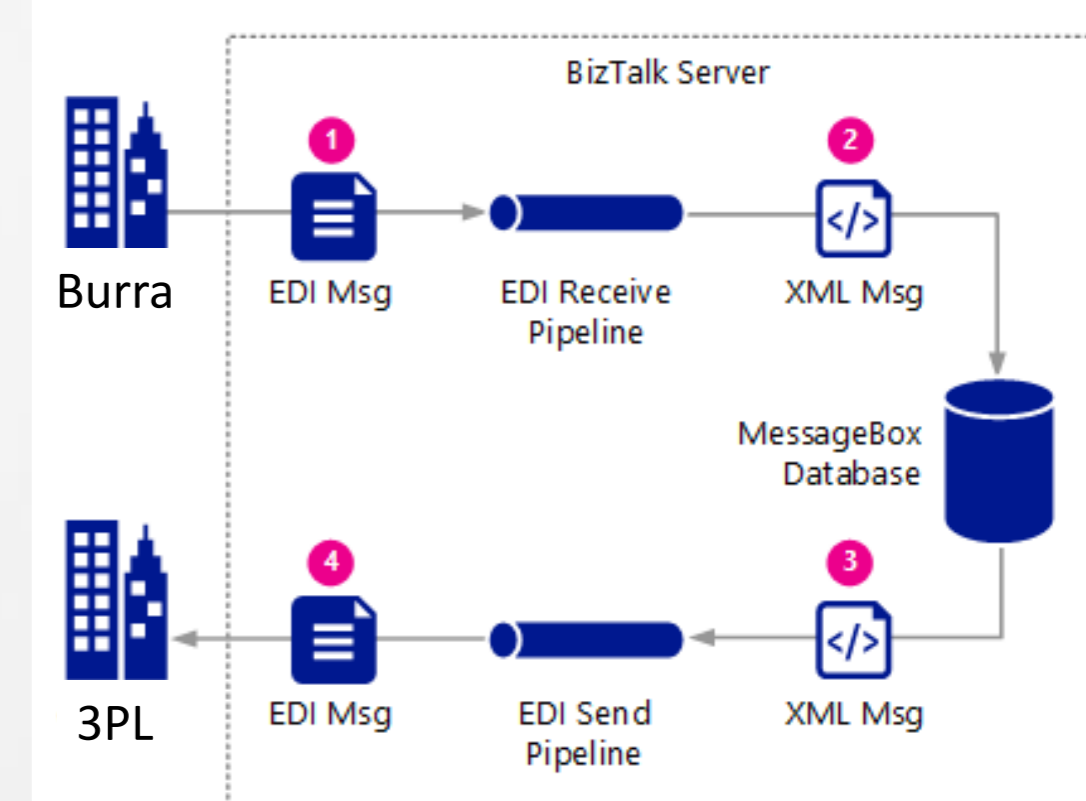 BizTalk Server
1
2
</>
Burra
EDI Msg
EDI Receive
Pipeline
XML Msg
MessageBox
Database
4
3
</>
3PL
EDI Msg
EDI Send
Pipeline
XML Msg